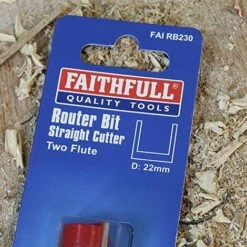 FAI RB230
FAITHFULL
QUALITY TOOLS
Router Bit
Straight Cutter
Two Flute
D: 22mm